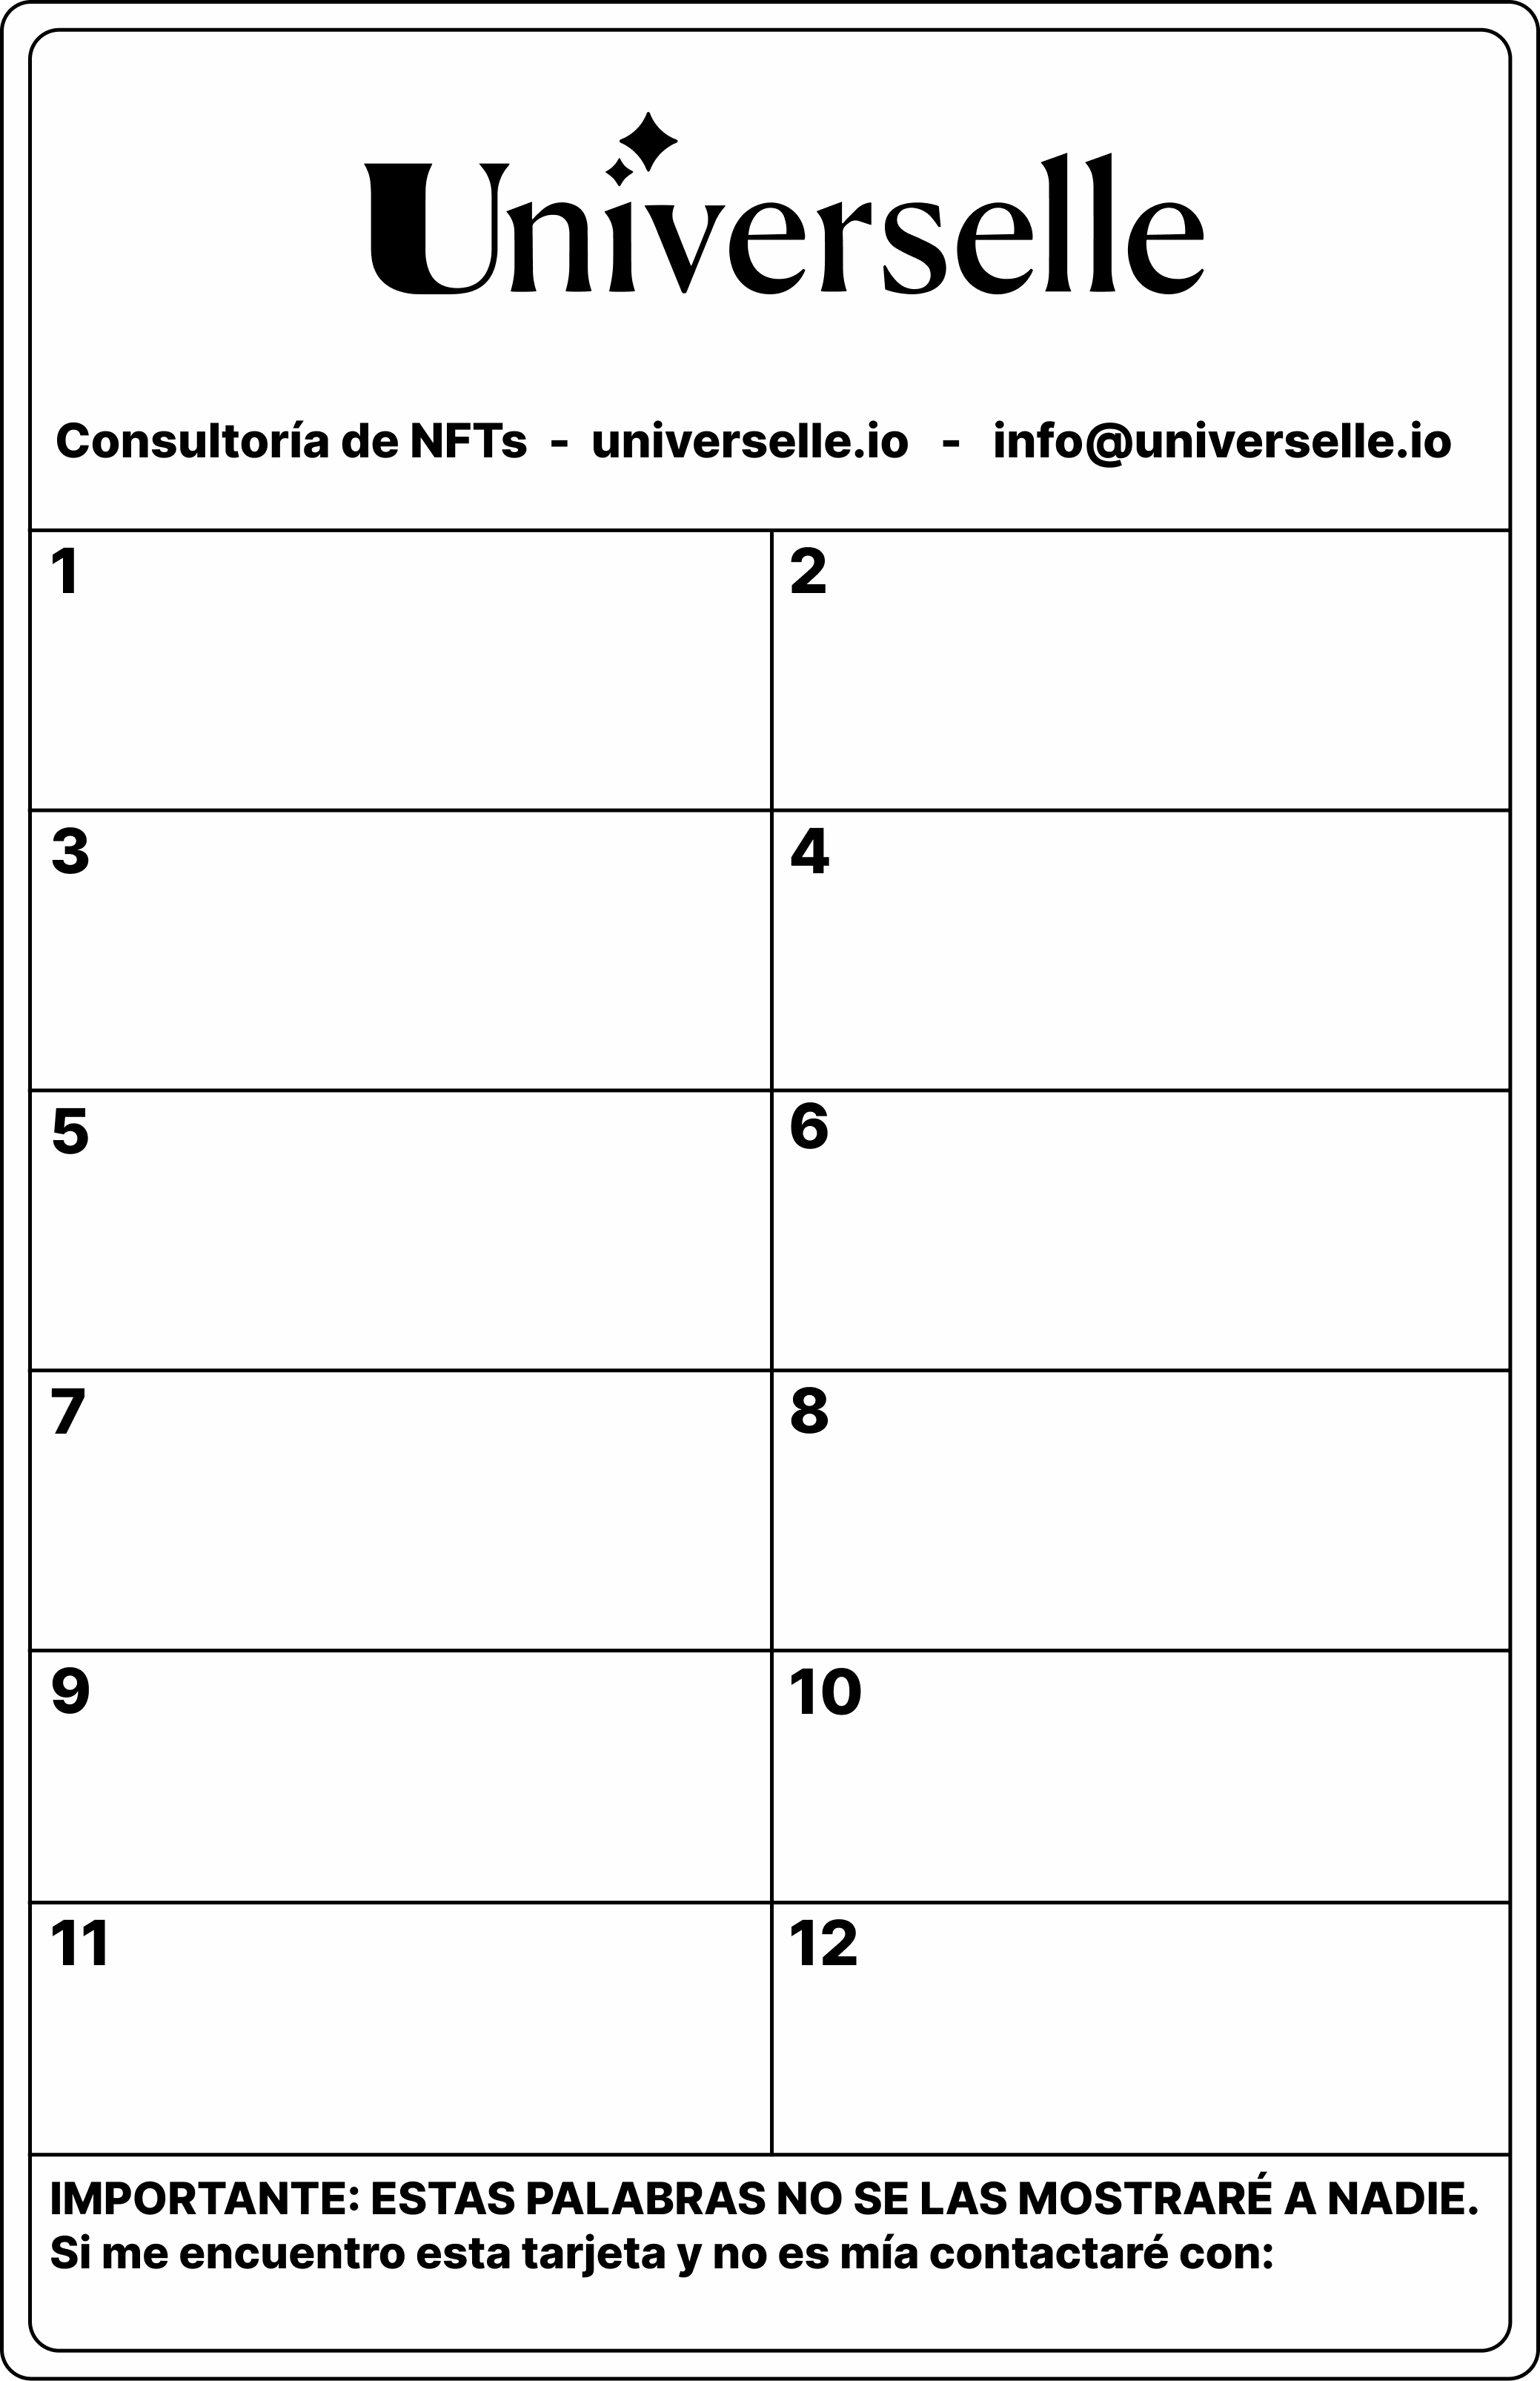 Universelle
Consultoría de NFTs - universelle.io - info@universelle.io
1 2
3 4
5 6
7 8
9 10
11 12
IMPORTANTE: ESTAS PALABRAS NO SE LAS MOSTRARÉ A NADIE.
Si me encuentro esta tarjeta y no es mía contactaré con: